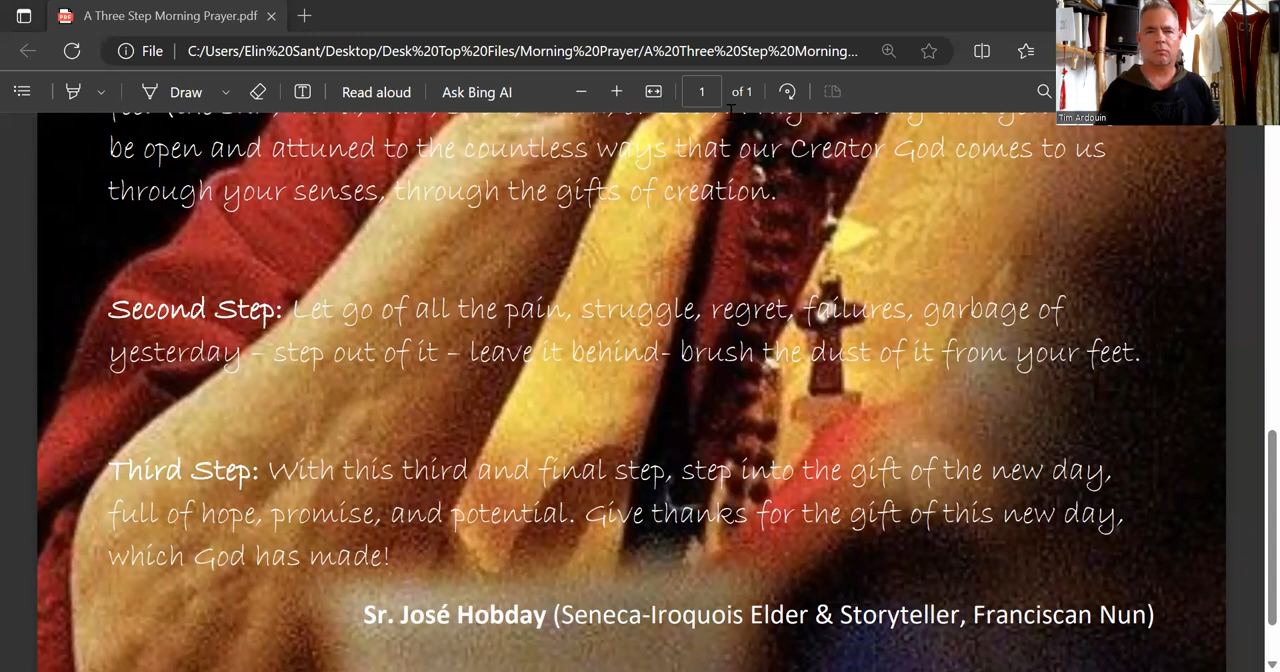 A Three Step Morning Prayer.pdf
File
C:/Users/Elin%20Sant/Desktop/Desk%20Top%20Files/Morning%20Prayer/A%20Three%20Step%20Morning...
Draw
Read aloud
Ask Bing AI
1 of 1
Tim Ardouin
be open and attuned to the countless ways that our Creator God comes to us
through your senses, through the gifts of creation.
Second Step: Let go of all the pain, struggle, regret, failures, garbage of
yesterday – step out of it – leave it behind- brush the dust of it from your feet.
Third Step: With this third and final step, step into the gift of the new day,
full of hope, promise, and potential. Give thanks for the gift of this new day,
which God has made!
Sr. José Hobday (Seneca-Iroquois Elder & Storyteller, Franciscan Nun)